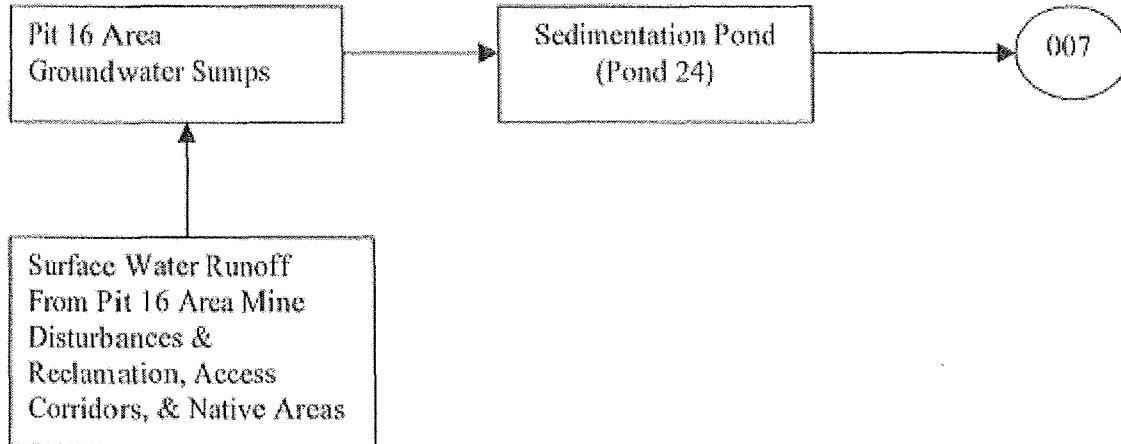 Pit 16 Area
Groundwater Sumps
Sedimentation Pond
(Pond 24)
007
Surface Water Runoff
From Pit 16 Area Mine
Disturbances &
Reclamation, Access
Corridors, & Native Areas